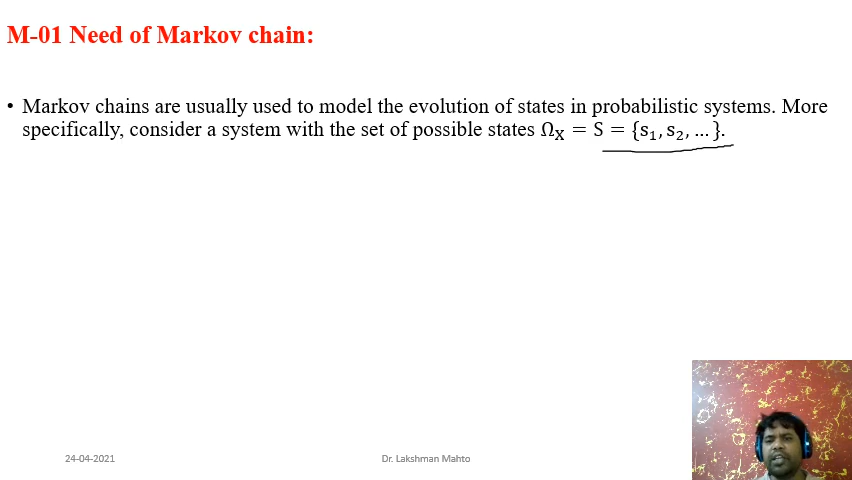 M-01 Need of Markov chain:
• Markov chains are usually used to model the evolution of states in probabilistic systems. More
specifically, consider a system with the set of possible states Ωₓ = S = {s₁, s₂, … }.
24-04-2021
Dr. Lakshman Mahto